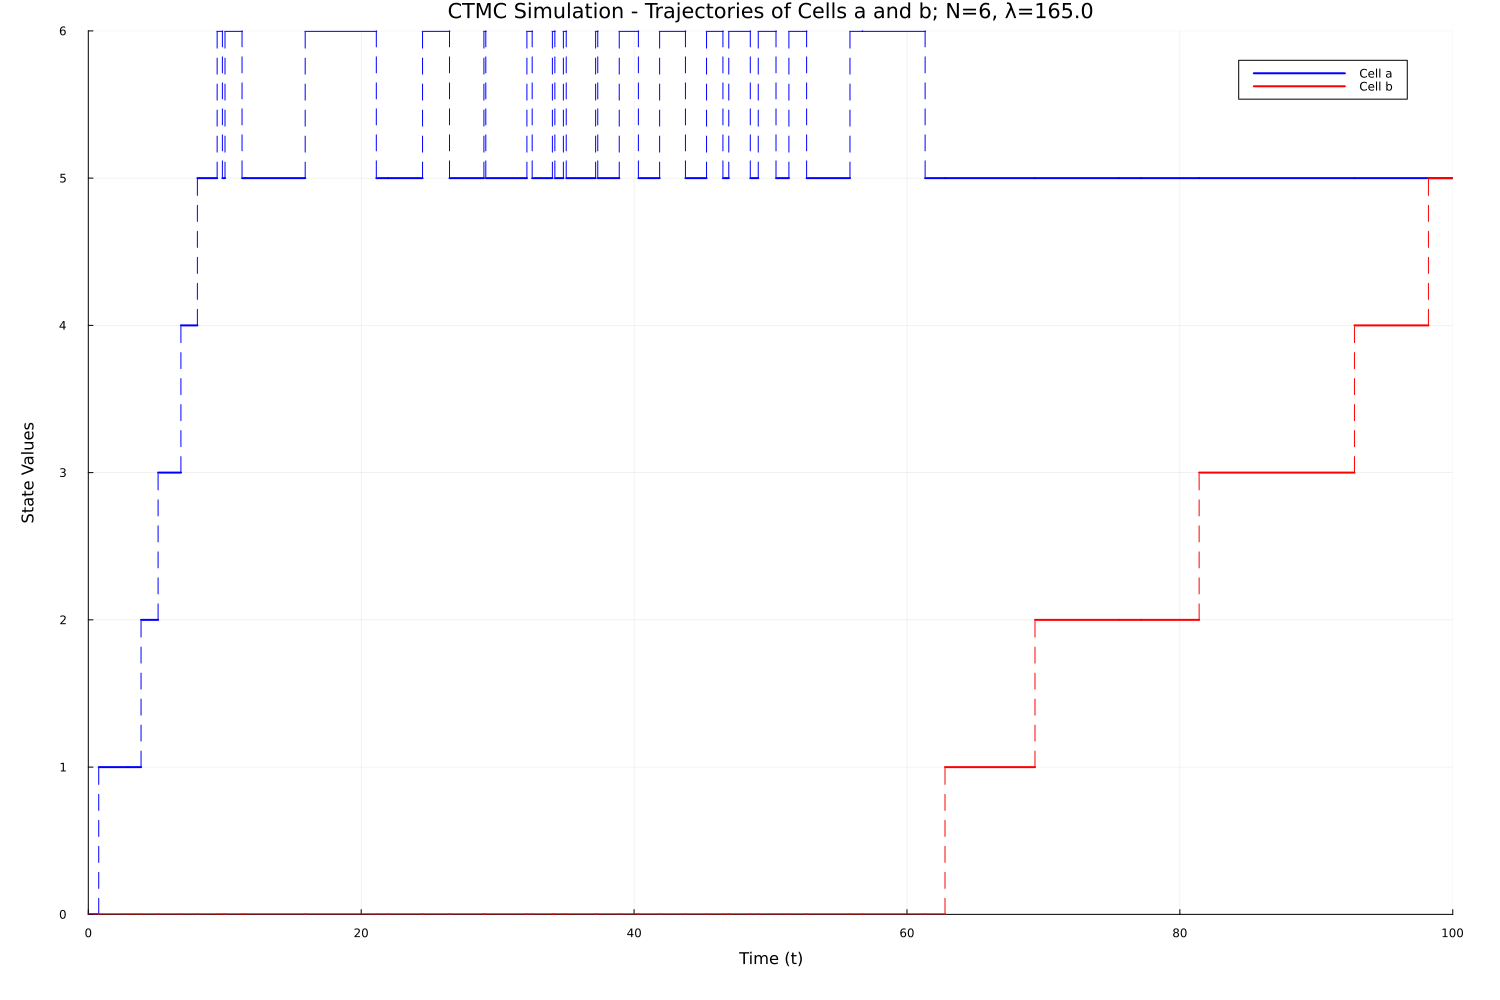 CTMC Simulation - Trajectories of Cells a and b; N=6, λ=165.0
6
5
4
3
2
1
0
State Values
Cell a
Cell b
0 20 40 60 80 100
Time (t)